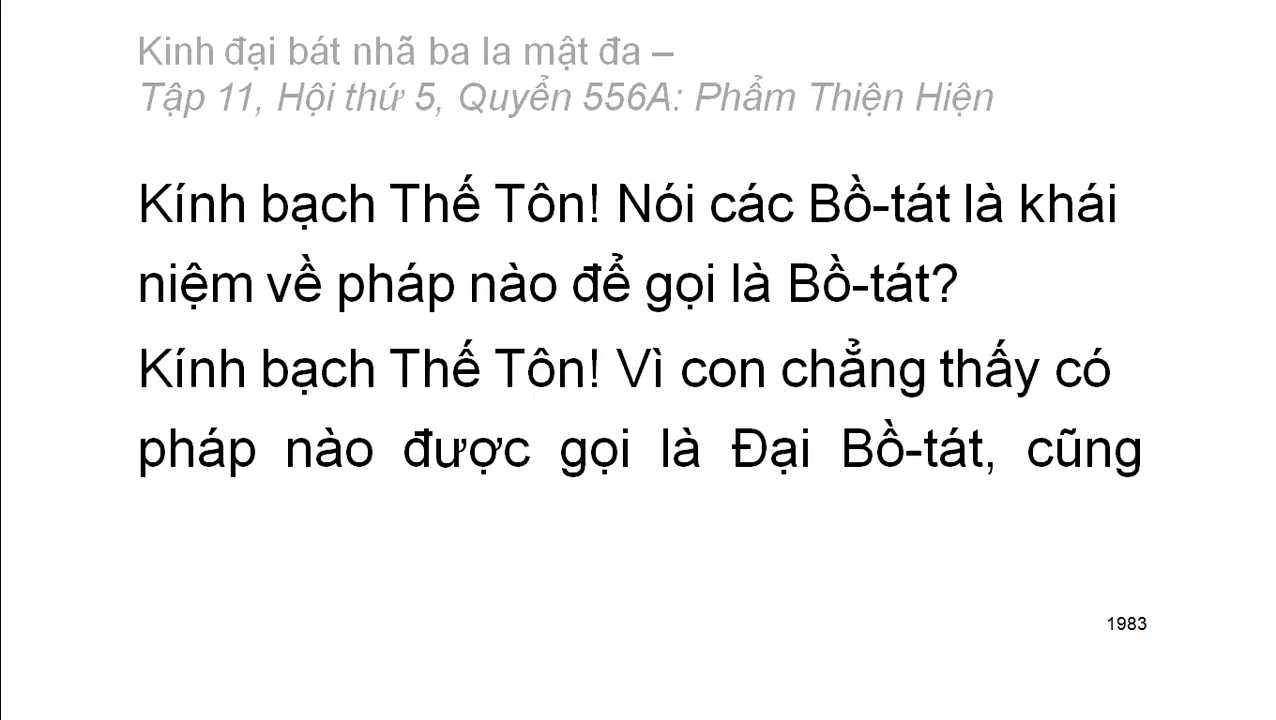 Kinh đại bát nhã ba la mật đa –
Tập 11, Hội thứ 5, Quyển 556A: Phẩm Thiện Hiện
Kính bạch Thế Tôn! Nói các Bồ-tát là khái
niệm về pháp nào để gọi là Bồ-tát?
Kính bạch Thế Tôn! Vì con chẳng thấy có
pháp nào được gọi là Đại Bồ-tát, cũng
1983